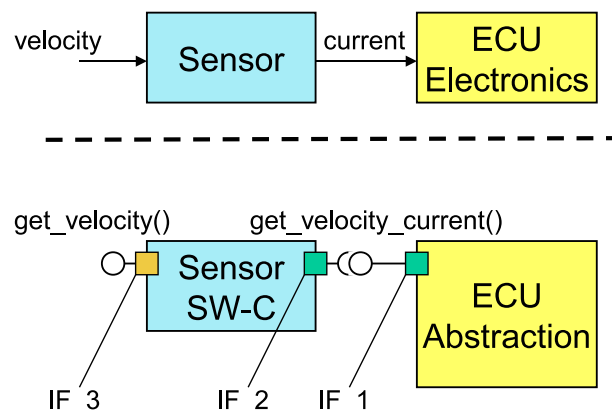 velocity
Sensor
current
ECU
Electronics
get_velocity()
get_velocity_current()
Sensor
SW-C
ECU
Abstraction
IF 3
IF 2
IF 1